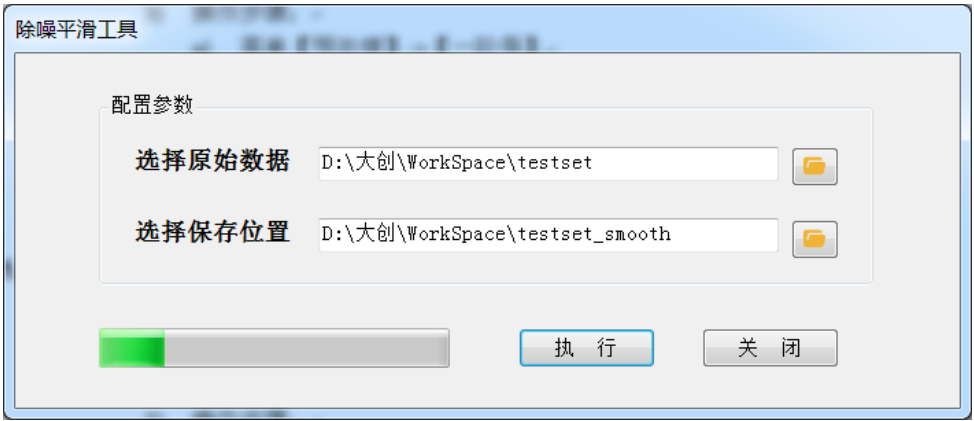 除噪平滑工具
配置参数
选择原始数据 D:\大创\WorkSpace\testset
选择保存位置 D:\大创\WorkSpace\testset_smooth
执 行 关 闭